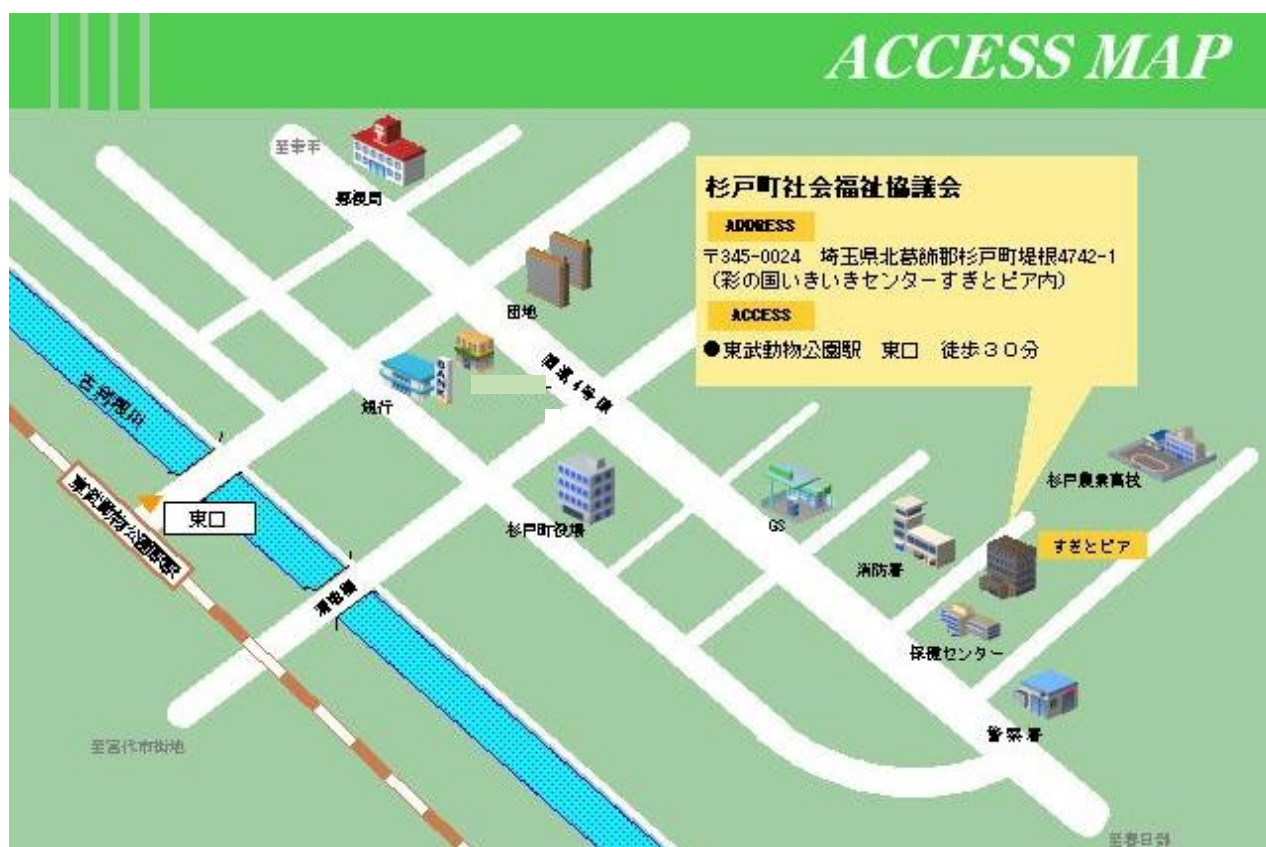 ACCESS MAP
至幸手
郵便局
杉戸町社会福祉協議会
ADDRESS
〒345-0024 埼玉県北葛飾郡杉戸町堤根4742-1
(彩の国いきいきセンターすぎとピア内)
ACCESS
●東武動物公園駅 東口 徒歩30分
団地
国道4号線
BANK
銀行
古利根川
東武動物公園駅
東口
杉戸町役場
GS
杉戸農業高校
消防署
すぎとピア
清地橋
保健センター
警察署
至宮代市街地
至春日部